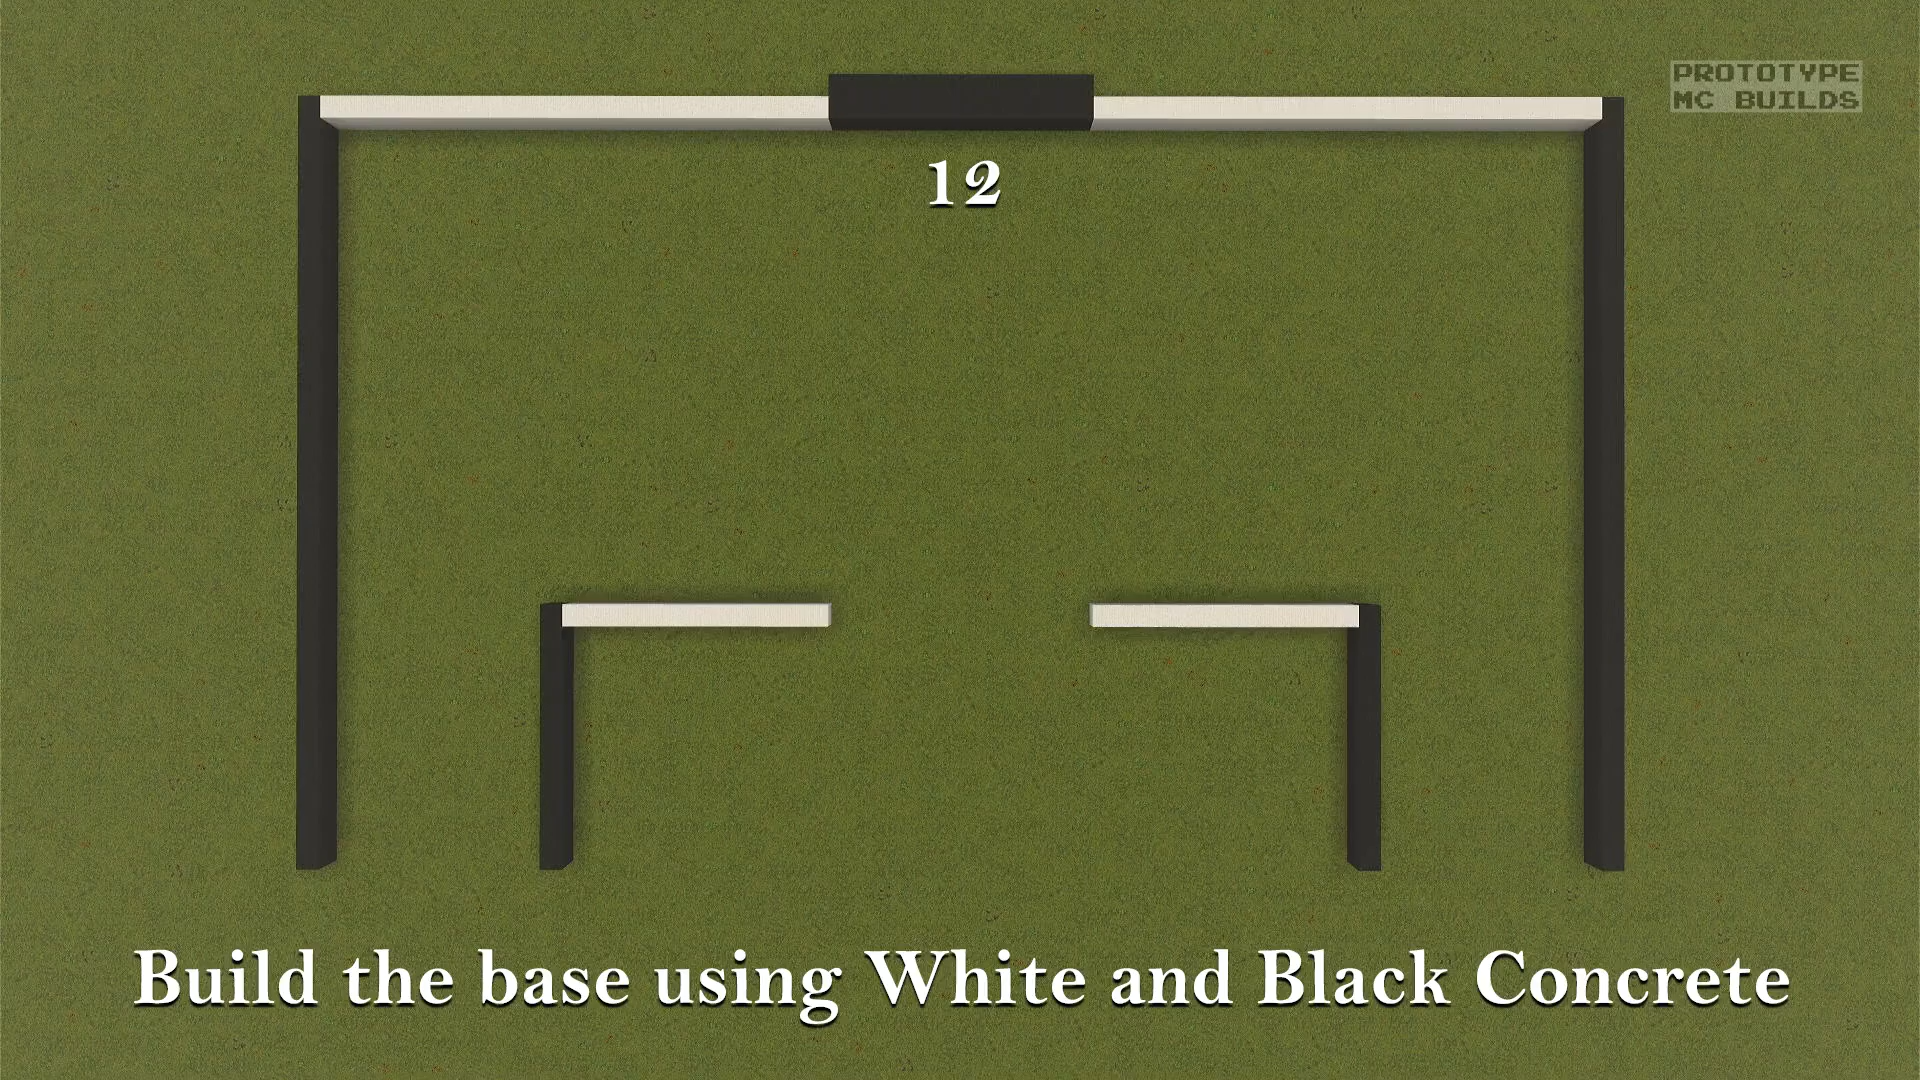 PROTOTYPE
MC BUILDS
12
Build the base using White and Black Concrete